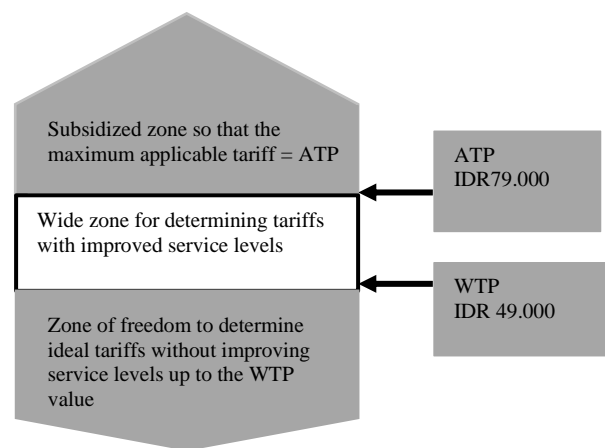 Subsidized zone so that the
maximum applicable tariff = ATP
ATP
IDR79.000
Wide zone for determining tariffs
with improved service levels
WTP
IDR 49.000
Zone of freedom to determine
ideal tariffs without improving
service levels up to the WTP
value